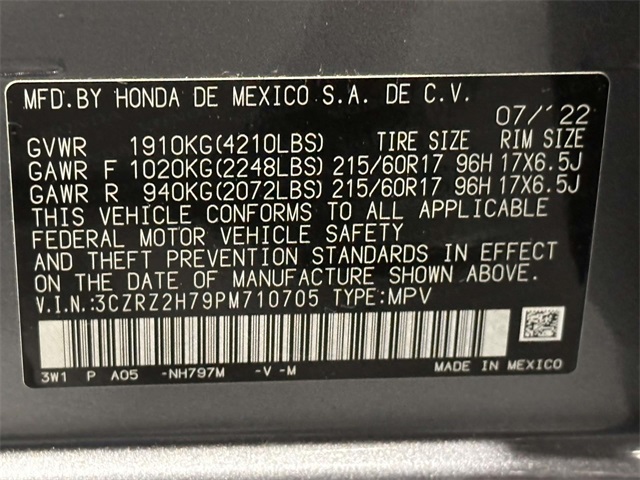 MFD.BY HONDA DE MEXICO S.A. DE C.V.
07/22
GVWR 1910KG(4210LBS) TIRE SIZE RIM SIZE
GAWR F 1020KG(2248LBS) 215/60R17 96H 17X6.5J
GAWR R 940KG(2072LBS) 215/60R17 96H 17X6.5J
THIS VEHICLE CONFORMS TO ALL APPLICABLE
FEDERAL MOTOR VEHICLE SAFETY
AND THEFT PREVENTION STANDARDS IN EFFECT
ON THE DATE OF MANUFACTURE SHOWN ABOVE.
V.I.N.:3CZRZ2H79PM710705 TYPE:MPV
3W1 P A05 -NH797M -V -M MADE IN MEXICO